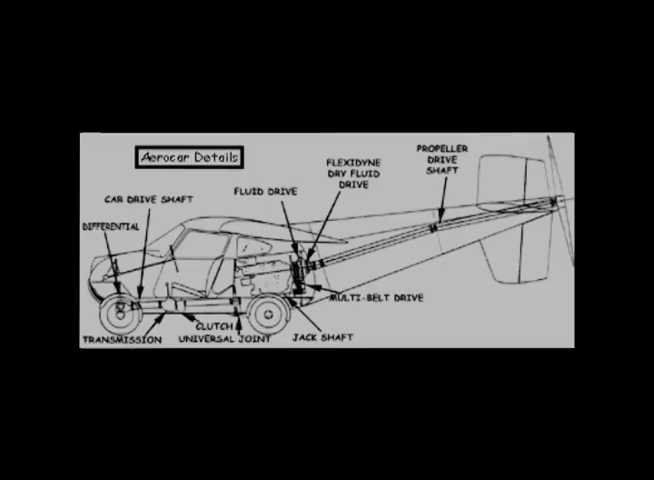 Aerocar Details
PROPELLER
DRIVE
SHAFT
FLEXIDYNE
DRY FLUID
DRIVE
FLUID DRIVE
CAR DRIVE SHAFT
DIFFERENTIAL
MULTI-BELT DRIVE
CLUTCH
TRANSMISSION
UNIVERSAL JOINT
JACK SHAFT